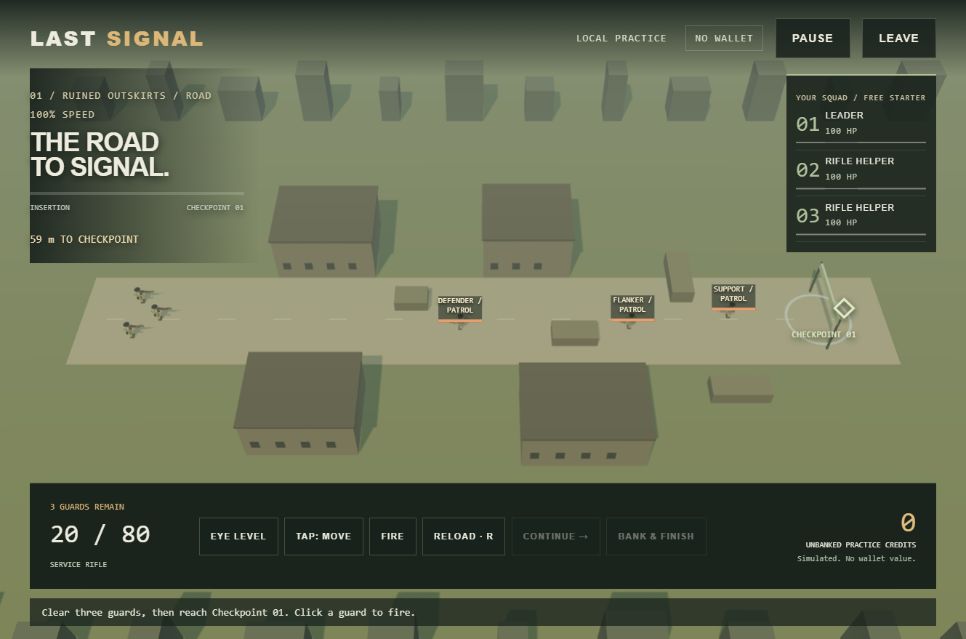 LAST SIGNAL
LOCAL PRACTICE
NO WALLET
PAUSE
LEAVE
01 / RUINED OUTSKIRTS / ROAD
100% SPEED
THE ROAD
TO SIGNAL.
INSERTION
CHECKPOINT 01
59 m TO CHECKPOINT
YOUR SQUAD / FREE STARTER
01 LEADER
100 HP
02 RIFLE HELPER
100 HP
03 RIFLE HELPER
100 HP
DEFENDER /
PATROL
FLANKER /
PATROL
SUPPORT /
PATROL
CHECKPOINT 01
3 GUARDS REMAIN
20 / 80
SERVICE RIFLE
EYE LEVEL
TAP: MOVE
FIRE
RELOAD · R
CONTINUE →
BANK & FINISH
0
UNBANKED PRACTICE CREDITS
Simulated. No wallet value.
Clear three guards, then reach Checkpoint 01. Click a guard to fire.